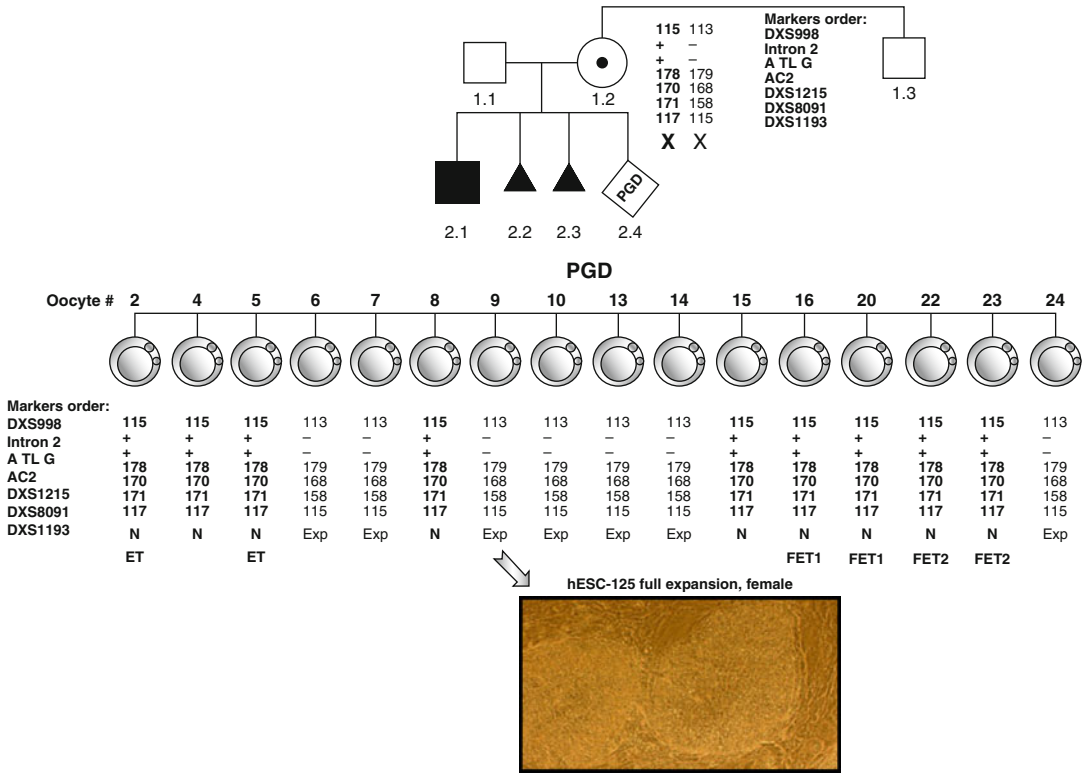 115 113
+ –
+ –
178 179
170 168
171 158
117 115
X X
Markers order:
DXS998
Intron 2
A TL G
AC2
DXS1215
DXS8091
DXS1193
1.1
1.2
1.3
PGD
2.1 2.2 2.3 2.4
PGD
Oocyte # 2 4 5 6 7 8 9 10 13 14 15 16 20 22 23 24
Markers order:
DXS998 115 115 115 113 113 115 113 113 113 113 115 115 115 115 115 113
Intron 2 + + + – – + – – – – + + + + + –
A TL G + + + – – + – – – – + + + + + –
AC2 178 178 178 179 179 178 179 179 179 179 178 178 178 178 178 179
DXS1215 170 170 170 168 168 170 168 168 168 168 170 170 170 170 170 168
DXS8091 171 171 171 158 158 171 158 158 158 158 171 171 171 171 171 158
DXS1193 117 117 117 115 115 117 115 115 115 115 117 117 117 117 117 115
N N N Exp Exp N Exp Exp Exp Exp N N N N N Exp
ET ET FET1 FET1 FET2 FET2
hESC-125 full expansion, female